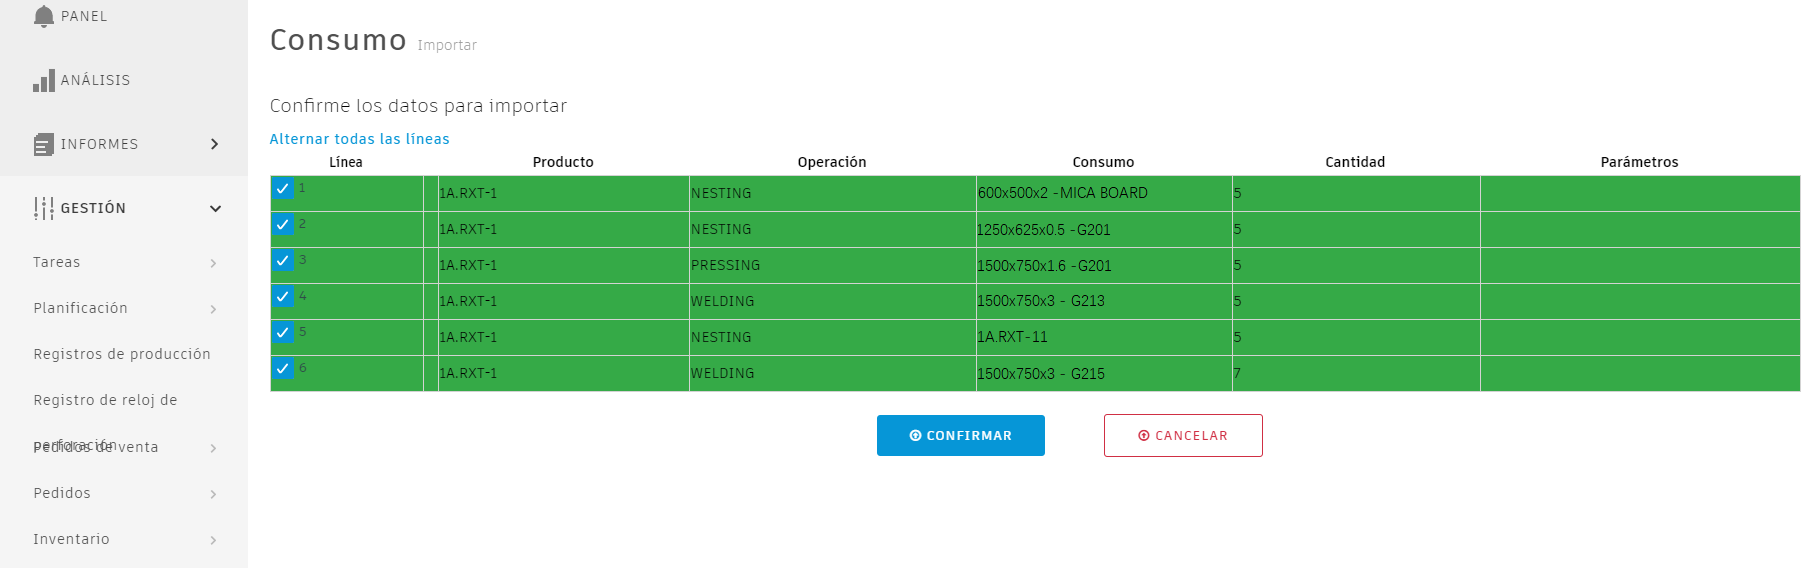 PANEL
ANÁLISIS
INFORMES
GESTIÓN
Tareas
Planificación
Registros de producción
Registro de reloj de
perforación
Pedidos de venta
Pedidos
Inventario
Consumo Importar
Confirme los datos para importar
Alternar todas las líneas
Línea Producto Operación Consumo Cantidad Parámetros
1 1A.RXT-1 NESTING 600x500x2 -MICA BOARD 5
2 1A.RXT-1 NESTING 1250x625x0.5 -G201 5
3 1A.RXT-1 PRESSING 1500x750x1.6 -G201 5
4 1A.RXT-1 WELDING 1500x750x3 - G213 5
5 1A.RXT-1 NESTING 1A.RXT-11 5
6 1A.RXT-1 WELDING 1500x750x3 - G215 7
CONFIRMAR CANCELAR